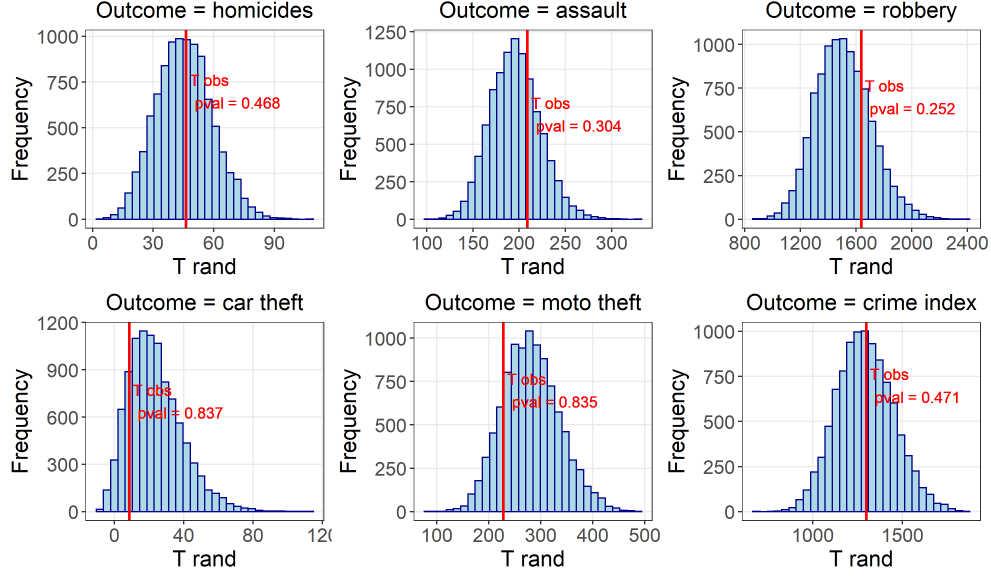 Outcome = homicides
Frequency
1000
750
500
250
0
T obs
pval = 0.468
0 30 60 90
T rand
Outcome = assault
Frequency
1250
1000
750
500
250
0
T obs
pval = 0.304
100 150 200 250 300
T rand
Outcome = robbery
Frequency
1000
750
500
250
0
T obs
pval = 0.252
800 1200 1600 2000 2400
T rand
Outcome = car theft
Frequency
1200
900
600
300
0
T obs
pval = 0.837
0 40 80
T rand
Outcome = moto theft
Frequency
1000
750
500
250
0
T obs
pval = 0.835
100 200 300 400 500
T rand
Outcome = crime index
Frequency
1000
750
500
250
0
T obs
pval = 0.471
1000 1500
T rand